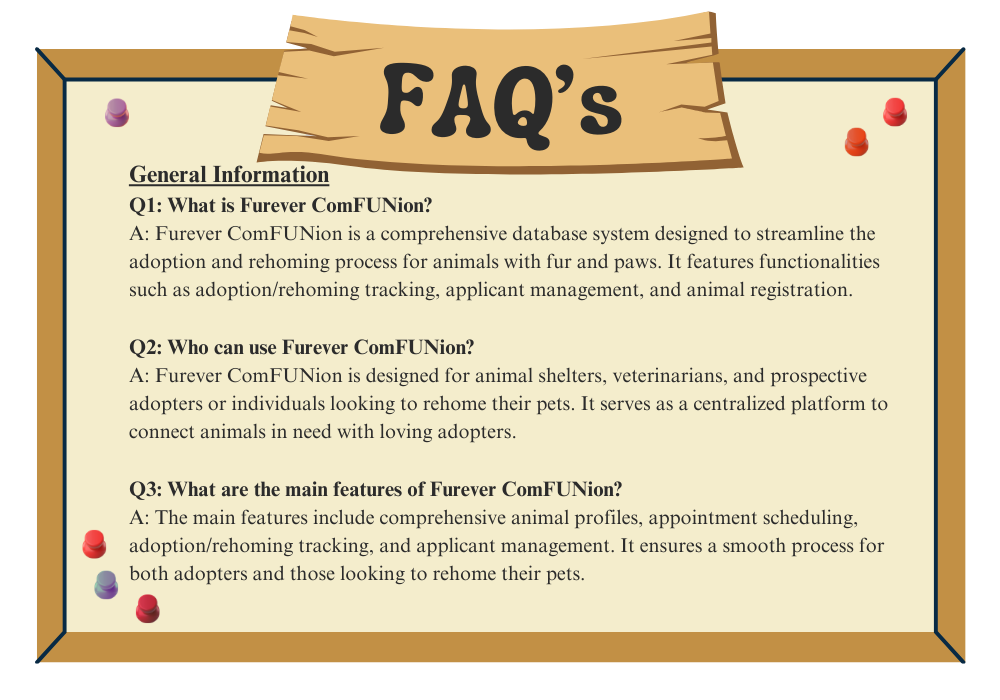 FAQ's
General Information
Q1: What is Furever ComFUNion?
A: Furever ComFUNion is a comprehensive database system designed to streamline the
adoption and rehoming process for animals with fur and paws. It features functionalities
such as adoption/rehoming tracking, applicant management, and animal registration.
Q2: Who can use Furever ComFUNion?
A: Furever ComFUNion is designed for animal shelters, veterinarians, and prospective
adopters or individuals looking to rehome their pets. It serves as a centralized platform to
connect animals in need with loving adopters.
Q3: What are the main features of Furever ComFUNion?
A: The main features include comprehensive animal profiles, appointment scheduling,
adoption/rehoming tracking, and applicant management. It ensures a smooth process for
both adopters and those looking to rehome their pets.